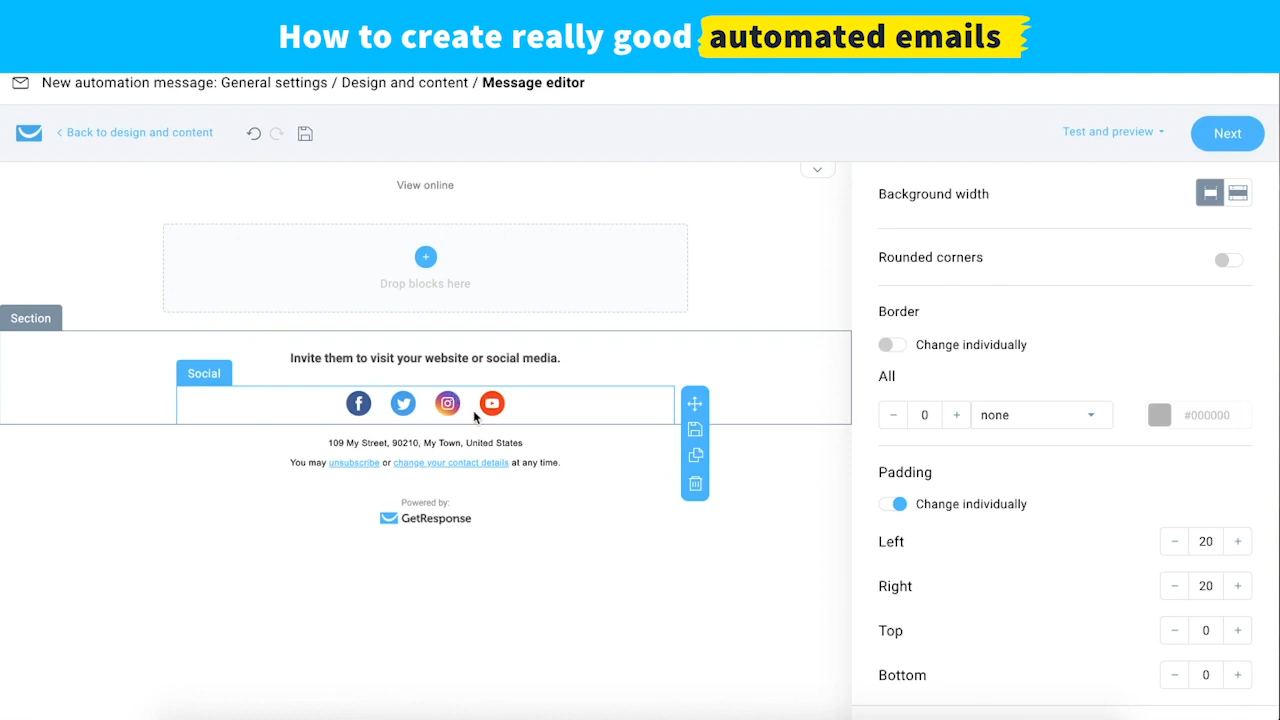 How to create really good automated emails
New automation message: General settings / Design and content / Message editor
< Back to design and content
Test and preview
Next
View online
Drop blocks here
Section
Invite them to visit your website or social media.
Social
109 My Street, 90210, My Town, United States
You may unsubscribe or change your contact details at any time.
Powered by:
GetResponse
Background width
Rounded corners
Border
Change individually
All
− 0 + none #000000
Padding
Change individually
Left − 20 +
Right − 20 +
Top − 0 +
Bottom − 0 +